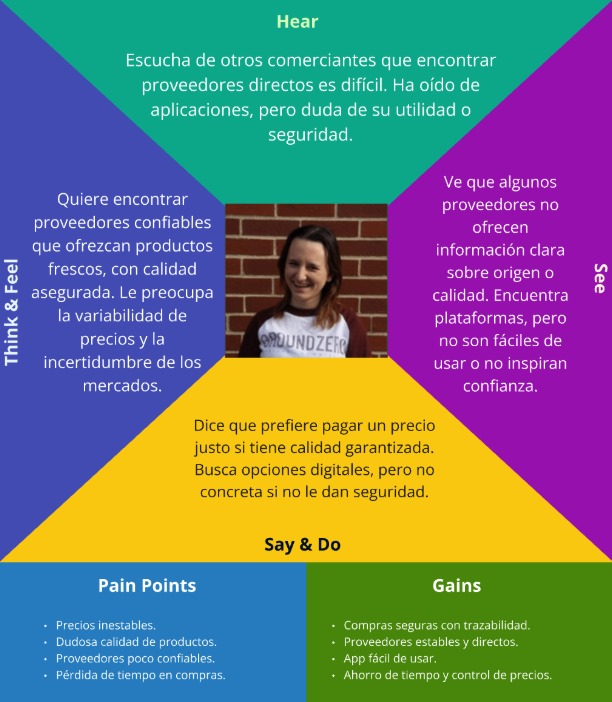 Hear
Escucha de otros comerciantes que encontrar
proveedores directos es difícil. Ha oído de
aplicaciones, pero duda de su utilidad o
seguridad.
Think & Feel
Quiere encontrar
proveedores confiables
que ofrezcan productos
frescos, con calidad
asegurada. Le preocupa
la variabilidad de
precios y la
incertidumbre de los
mercados.
GROUNDZERO
Ve que algunos
proveedores no
ofrecen
información clara
sobre origen o
calidad. Encuentra
plataformas, pero
no son fáciles de
usar o no inspiran
confianza.
See
Dice que prefiere pagar un precio
justo si tiene calidad garantizada.
Busca opciones digitales, pero no
concreta si no le dan seguridad.
Say & Do
Pain Points
• Precios inestables.
• Dudosa calidad de productos.
• Proveedores poco confiables.
• Pérdida de tiempo en compras.
Gains
• Compras seguras con trazabilidad.
• Proveedores estables y directos.
• App fácil de usar.
• Ahorro de tiempo y control de precios.